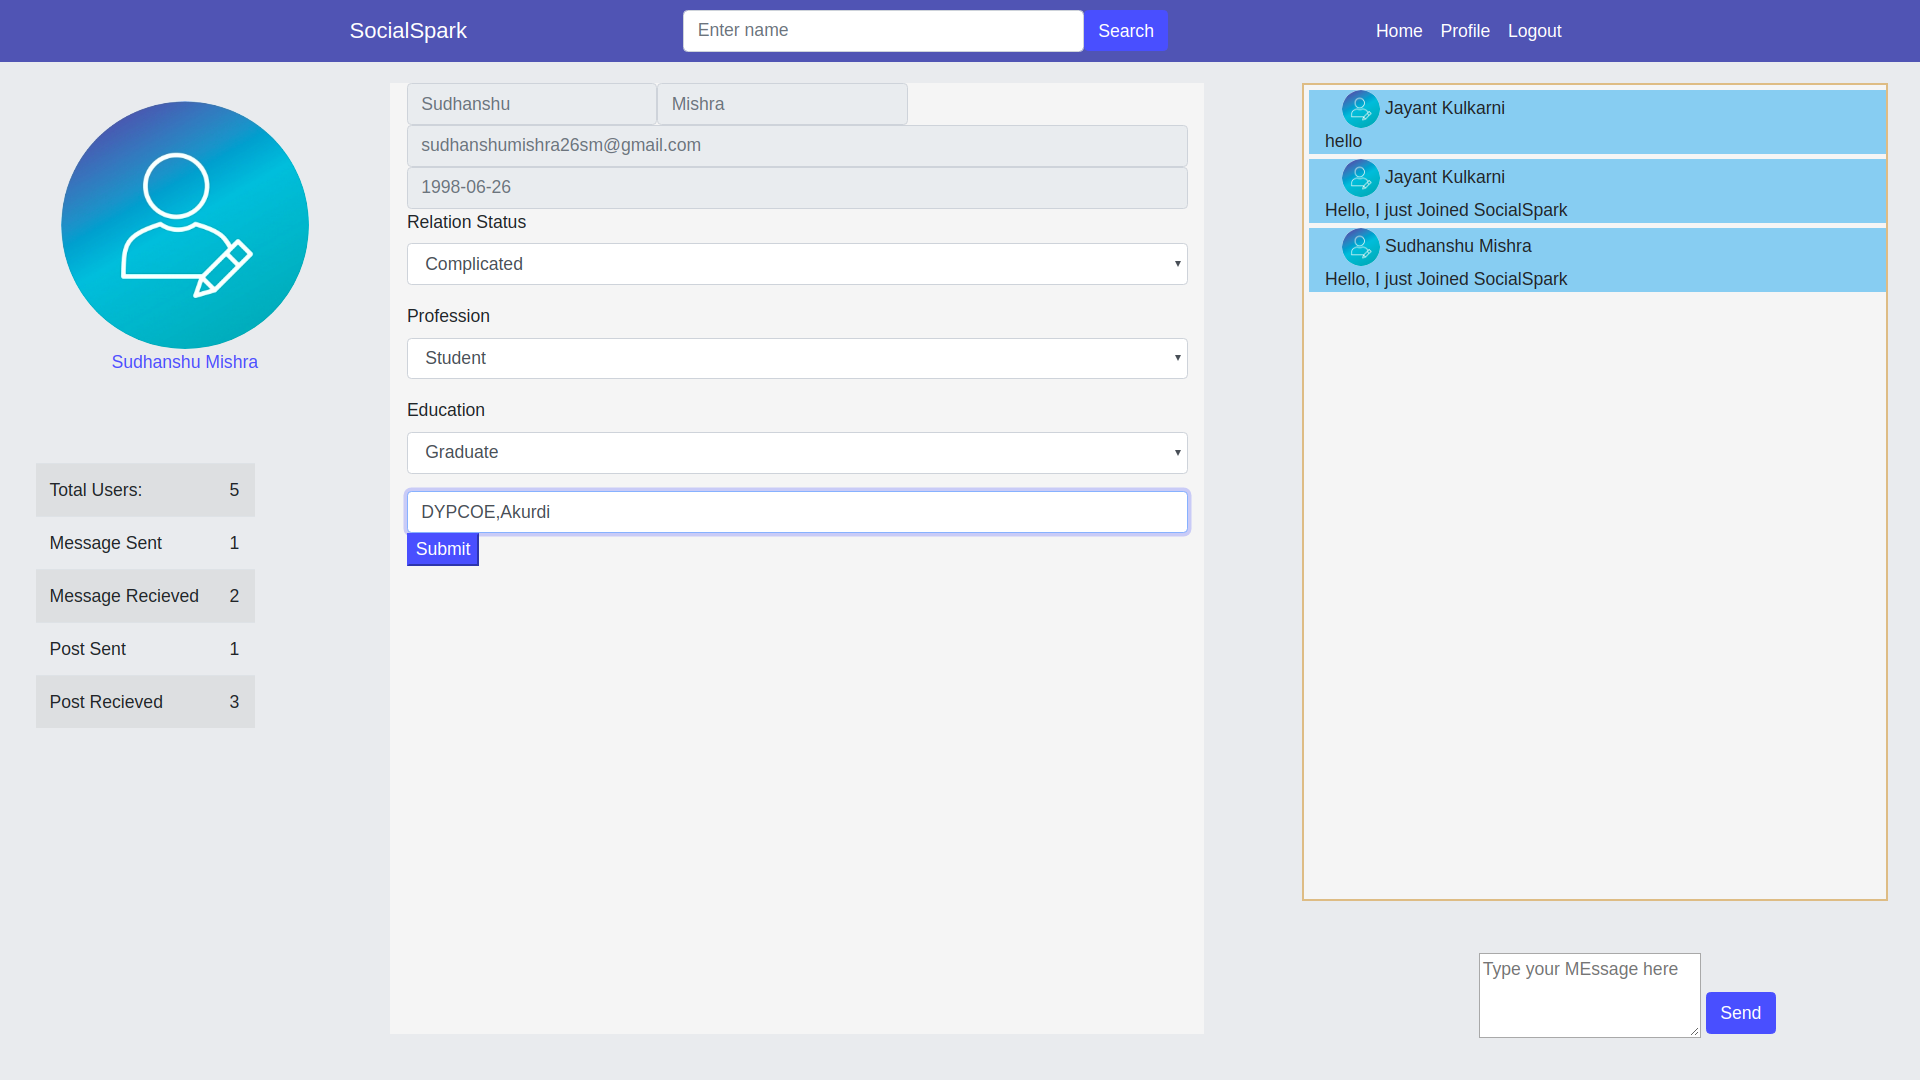 SocialSpark
Enter name
Search
Home
Profile
Logout
Sudhanshu Mishra
Total Users: 5
Message Sent 1
Message Recieved 2
Post Sent 1
Post Recieved 3
Sudhanshu
Mishra
sudhanshumishra26sm@gmail.com
1998-06-26
Relation Status
Complicated
Profession
Student
Education
Graduate
DYPCOE,Akurdi
Submit
Jayant Kulkarni
hello
Jayant Kulkarni
Hello, I just Joined SocialSpark
Sudhanshu Mishra
Hello, I just Joined SocialSpark
Type your MEssage here
Send